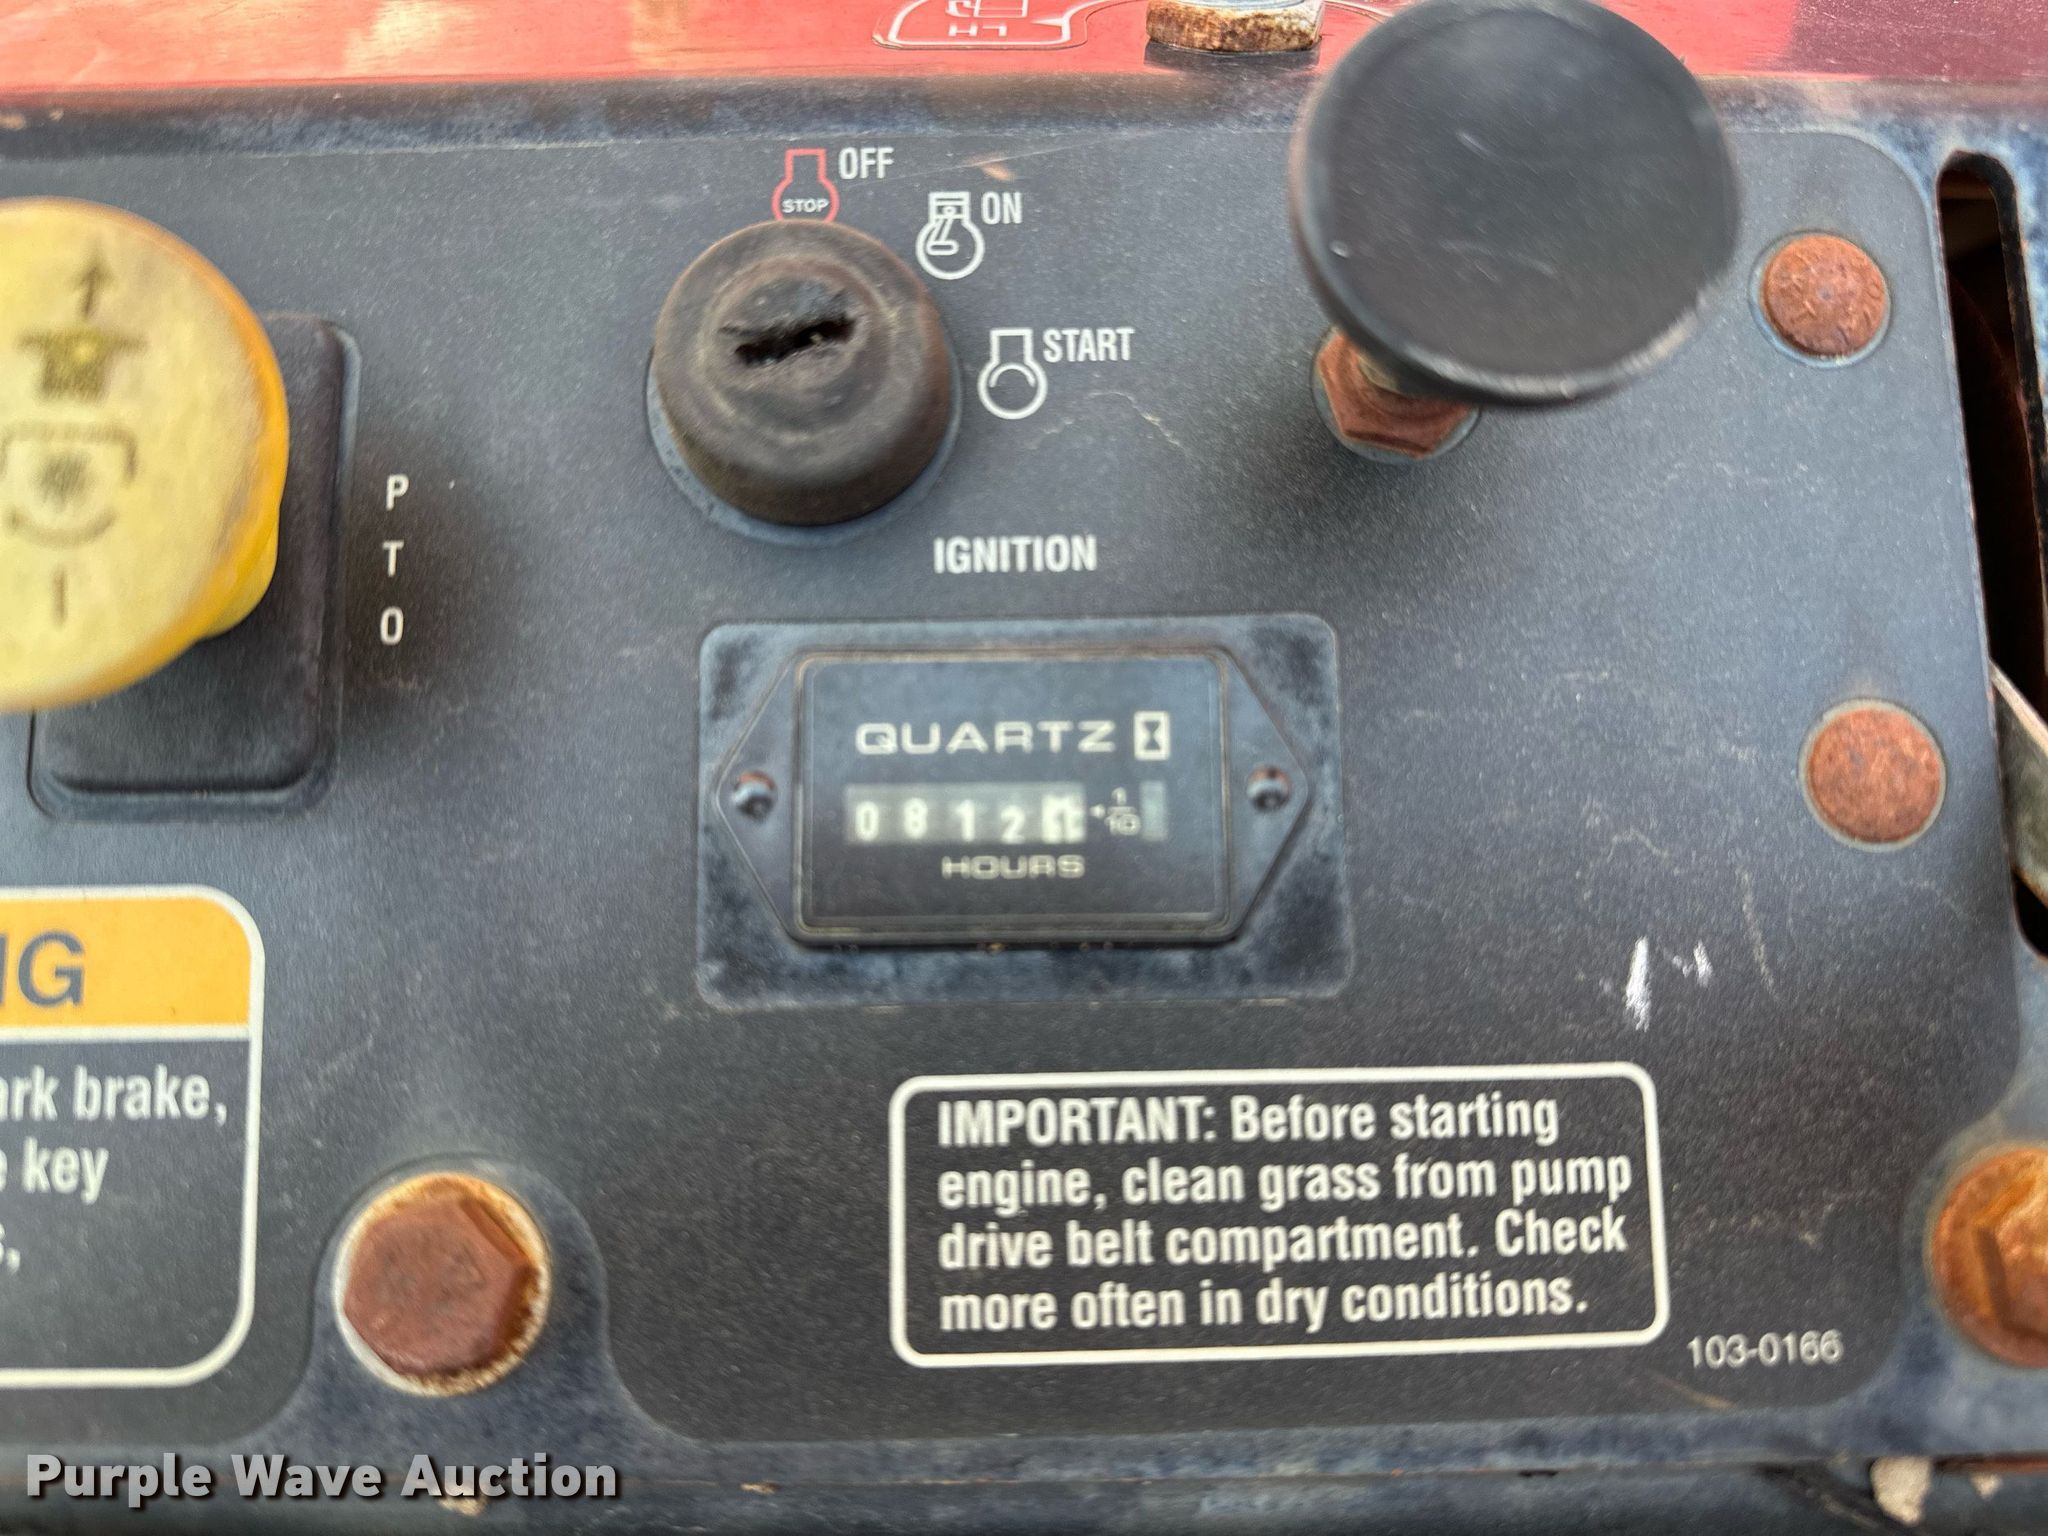 OFF
STOP
ON
START
P
T
O
IGNITION
QUARTZ
0812
1/10
HOURS
NG
ark brake,
key
IMPORTANT: Before starting
engine, clean grass from pump
drive belt compartment. Check
more often in dry conditions.
103-0166
Purple Wave Auction